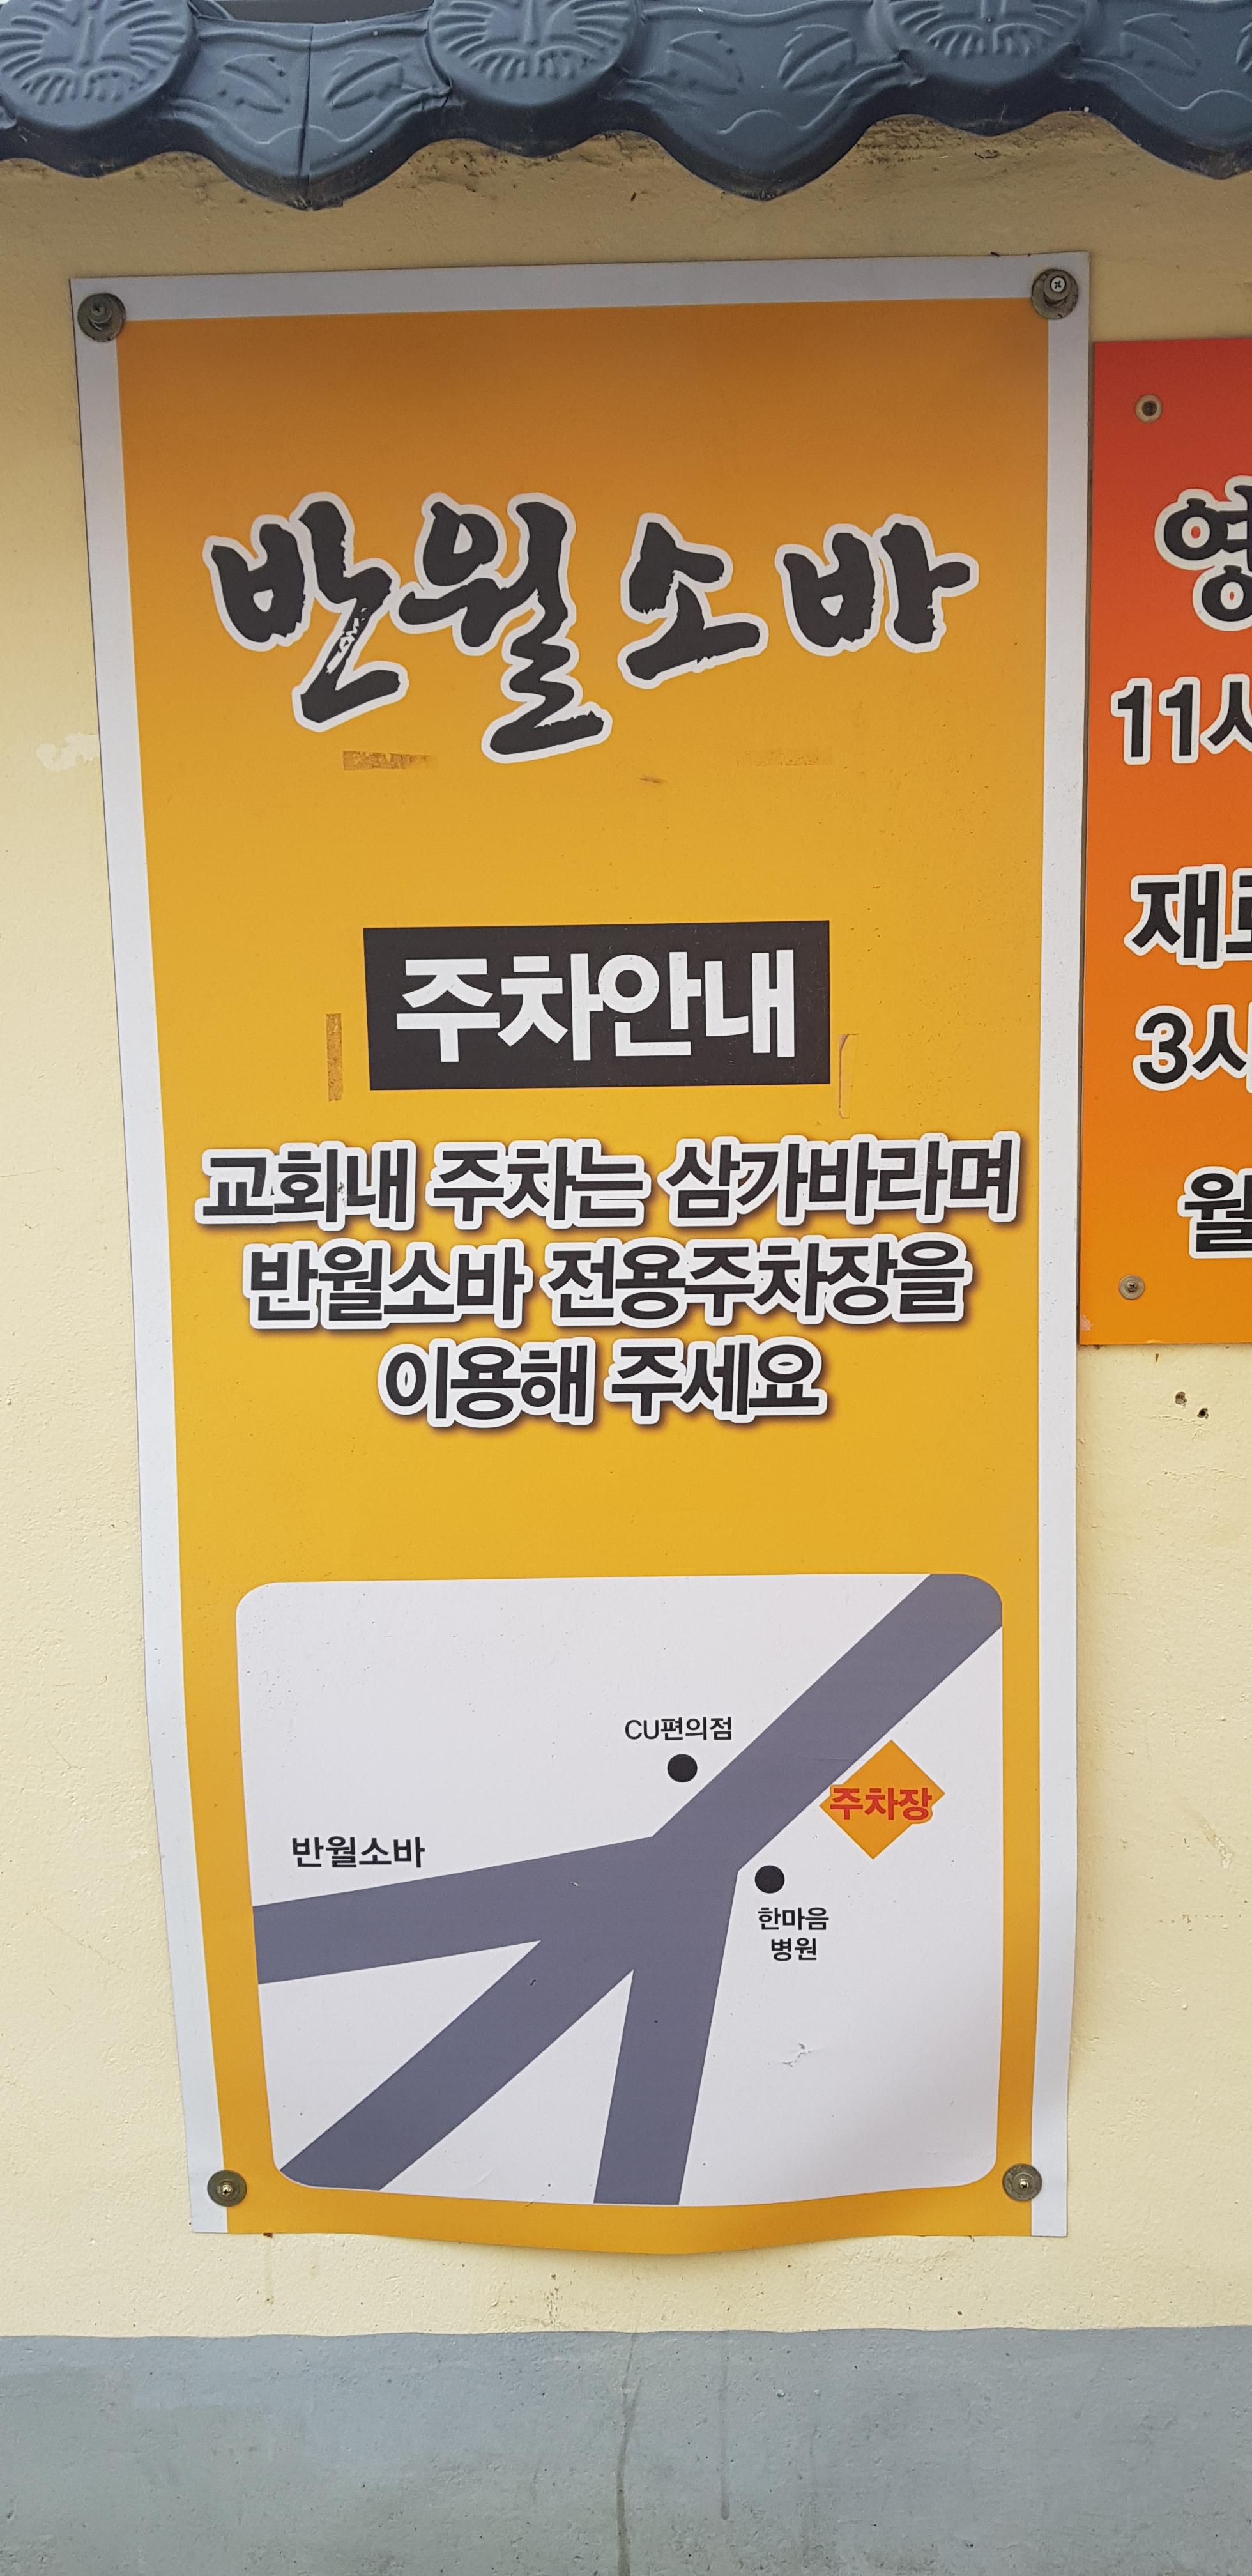 반월소바
주차안내
교회내 주차는 삼가바라며
반월소바 전용주차장을
이용해 주세요
CU편의점
주차장
반월소바
한마음
병원
11시
3시
월